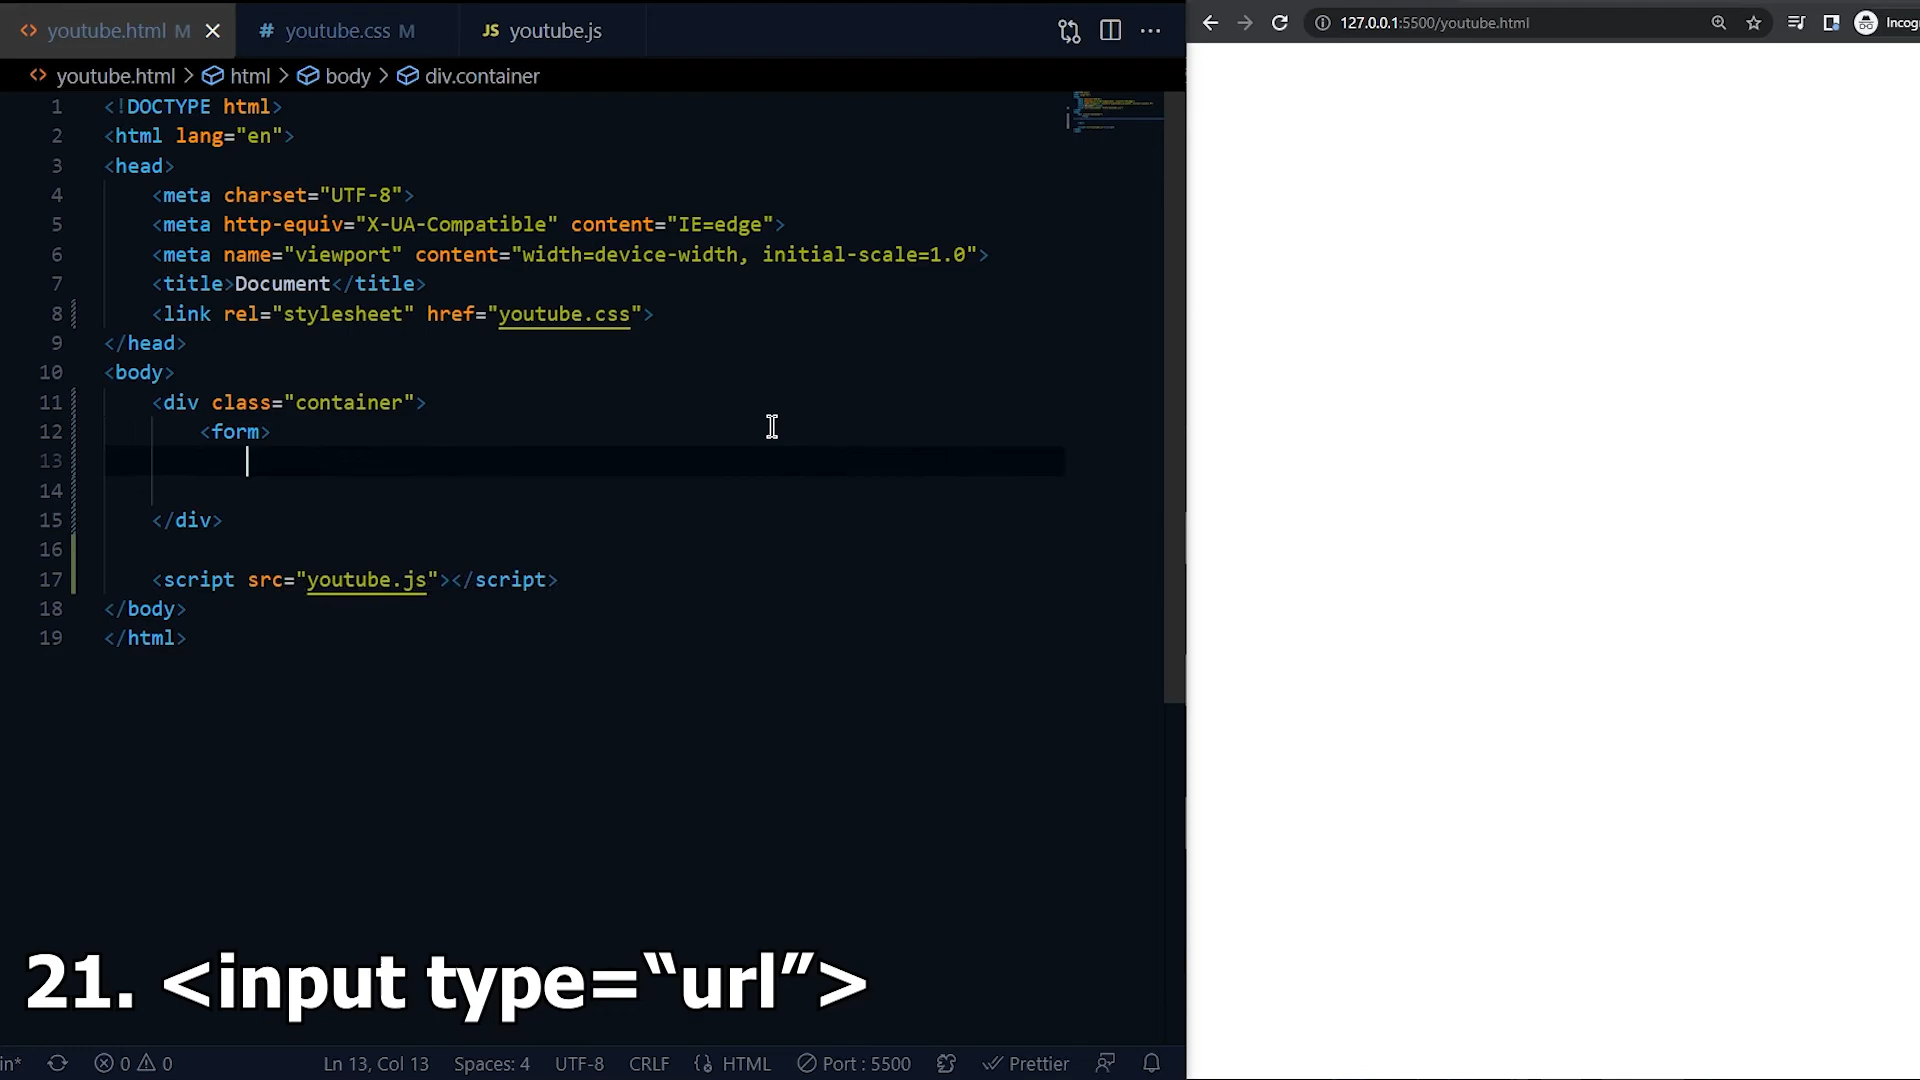 youtube.html M
youtube.css M
JS youtube.js
127.0.0.1:5500/youtube.html
youtube.html > html > body > div.container
1 <!DOCTYPE html>
2 <html lang="en">
3 <head>
4 <meta charset="UTF-8">
5 <meta http-equiv="X-UA-Compatible" content="IE=edge">
6 <meta name="viewport" content="width=device-width, initial-scale=1.0">
7 <title>Document</title>
8 <link rel="stylesheet" href="youtube.css">
9 </head>
10 <body>
11 <div class="container">
12 <form>
13
14
15 </div>
16
17 <script src="youtube.js"></script>
18 </body>
19 </html>
21. <input type=“url”>
in* 0 0 Ln 13, Col 13 Spaces: 4 UTF-8 CRLF HTML Port : 5500 Prettier